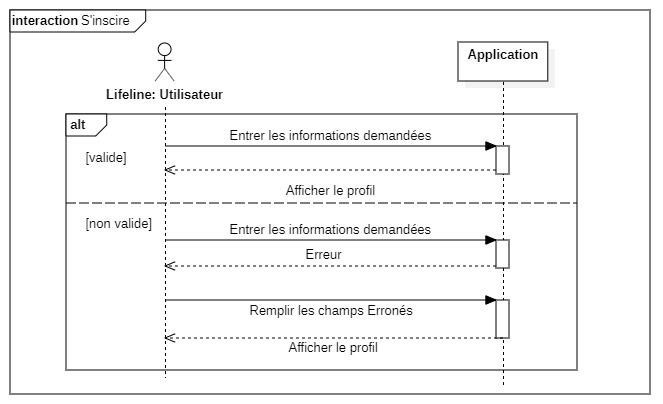 interaction S'inscire
Lifeline: Utilisateur
Application
alt
Entrer les informations demandées
[valide]
Afficher le profil
[non valide]
Entrer les informations demandées
Erreur
Remplir les champs Erronés
Afficher le profil